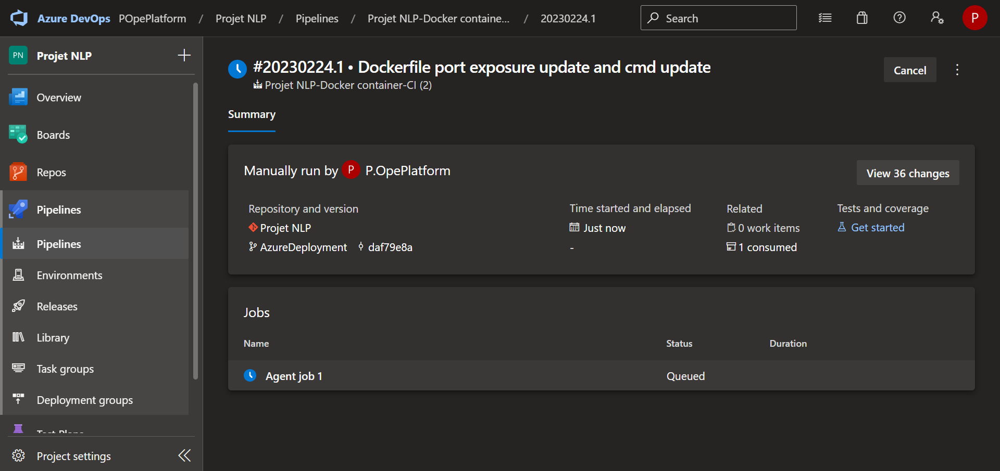 Azure DevOps POpePlatform / Projet NLP / Pipelines / Projet NLP-Docker containe... / 20230224.1
Search
P
PN Projet NLP
Overview
Boards
Repos
Pipelines
Pipelines
Environments
Releases
Library
Task groups
Deployment groups
Test Plans
Project settings
#20230224.1 • Dockerfile port exposure update and cmd update
Projet NLP-Docker container-CI (2)
Cancel
Summary
Manually run by P P.OpePlatform
View 36 changes
Repository and version
Projet NLP
AzureDeployment daf79e8a
Time started and elapsed
Just now
-
Related
0 work items
1 consumed
Tests and coverage
Get started
Jobs
Name Status Duration
Agent job 1 Queued